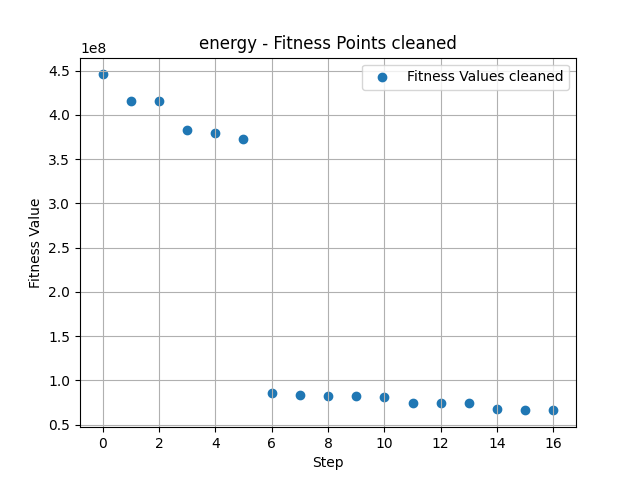 energy - Fitness Points cleaned
1e8
Fitness Values cleaned
4.5
4.0
3.5
3.0
2.5
2.0
1.5
1.0
0.5
Fitness Value
0 2 4 6 8 10 12 14 16
Step